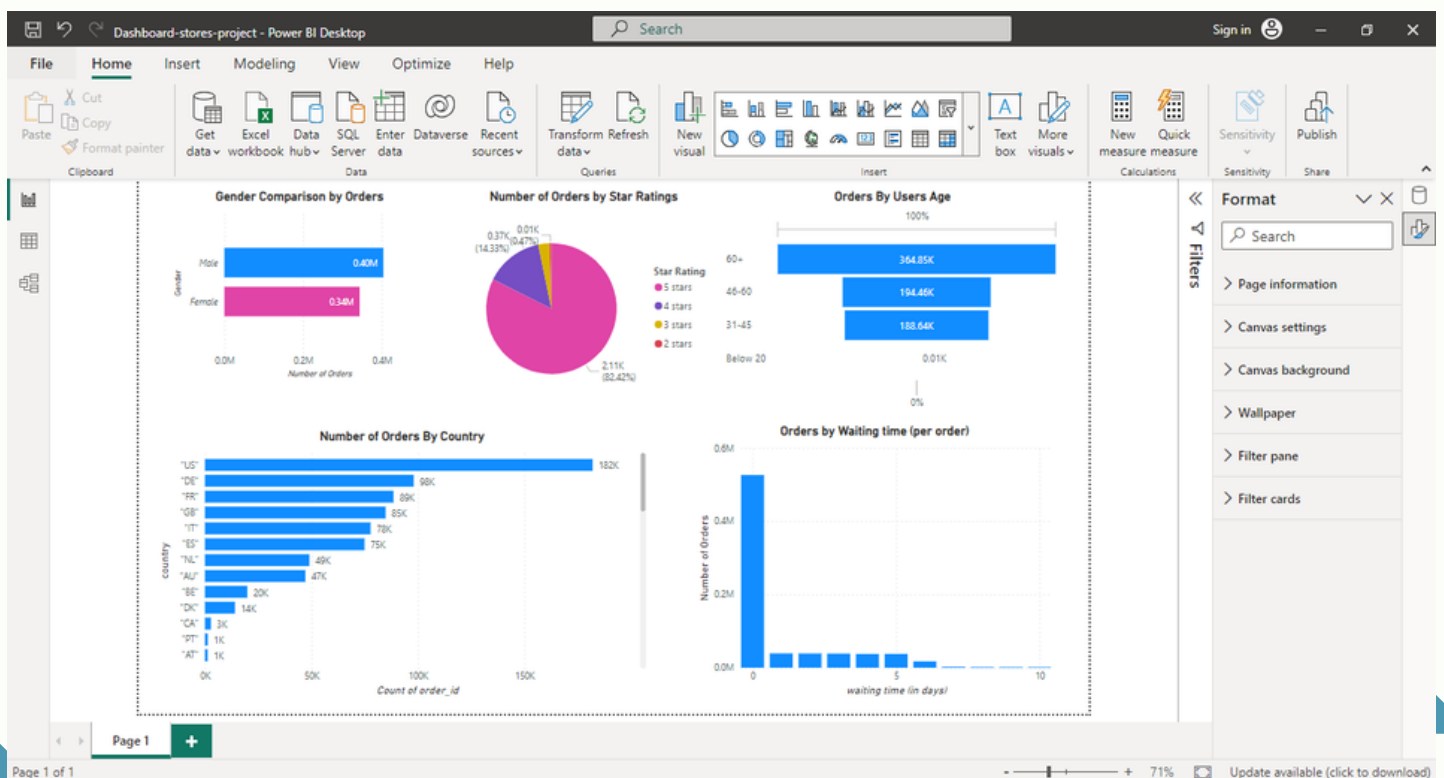 Dashboard-stores-project - Power BI Desktop
Search
Sign in
File Home Insert Modeling View Optimize Help
Paste
Cut
Copy
Format painter
Clipboard
Get data
Excel workbook
Data hub
SQL Server
Enter data
Dataverse
Recent sources
Data
Transform data
Refresh
Queries
New visual
Text box
More visuals
Insert
New measure
Quick measure
Calculations
Sensitivity
Sensitivity
Publish
Share
Gender Comparison by Orders
Gender
Male 0.40M
Female 0.34M
0.0M 0.2M 0.4M
Number of Orders
Number of Orders by Star Ratings
0.37K (14.33%)
0.01K (0.47%)
2.11K (82.42%)
Star Rating
5 stars
4 stars
3 stars
2 stars
Orders By Users Age
100%
60+ 364.85K
46-60 194.46K
31-45 188.64K
Below 20 0.01K
0%
Number of Orders By Country
country
"US" 182K
"DE" 98K
"FR" 89K
"GB" 85K
"IT" 78K
"ES" 75K
"NL" 49K
"AU" 47K
"BE" 20K
"DK" 14K
"CA" 3K
"PT" 1K
"AT" 1K
0K 50K 100K 150K
Count of order_id
Orders by Waiting time (per order)
Number of Orders
0.6M
0.4M
0.2M
0.0M
0 5 10
waiting time (in days)
Filters
Format
Search
Page information
Canvas settings
Canvas background
Wallpaper
Filter pane
Filter cards
Page 1
Page 1 of 1
- + 71%
Update available (click to download)